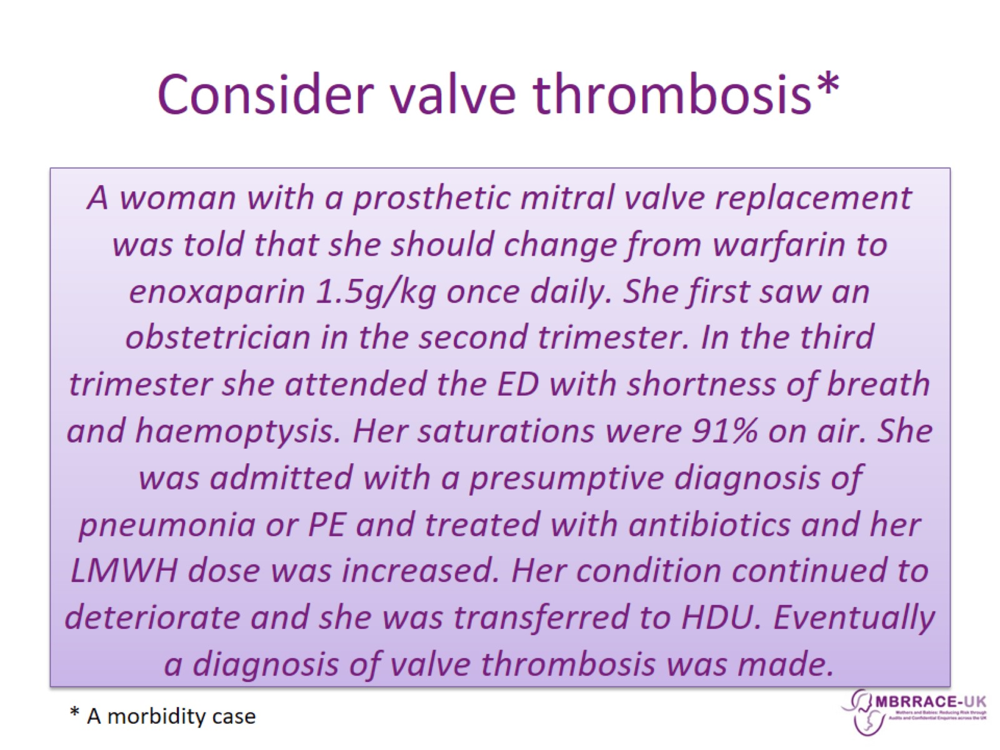 Consider valve thrombosis*
A woman with a prosthetic mitral valve replacement
was told that she should change from warfarin to
enoxaparin 1.5g/kg once daily. She first saw an
obstetrician in the second trimester. In the third
trimester she attended the ED with shortness of breath
and haemoptysis. Her saturations were 91% on air. She
was admitted with a presumptive diagnosis of
pneumonia or PE and treated with antibiotics and her
LMWH dose was increased. Her condition continued to
deteriorate and she was transferred to HDU. Eventually
a diagnosis of valve thrombosis was made.
* A morbidity case
MBRRACE-UK
Mothers and Babies: Reducing Risk through
Audits and Confidential Enquiries across the UK